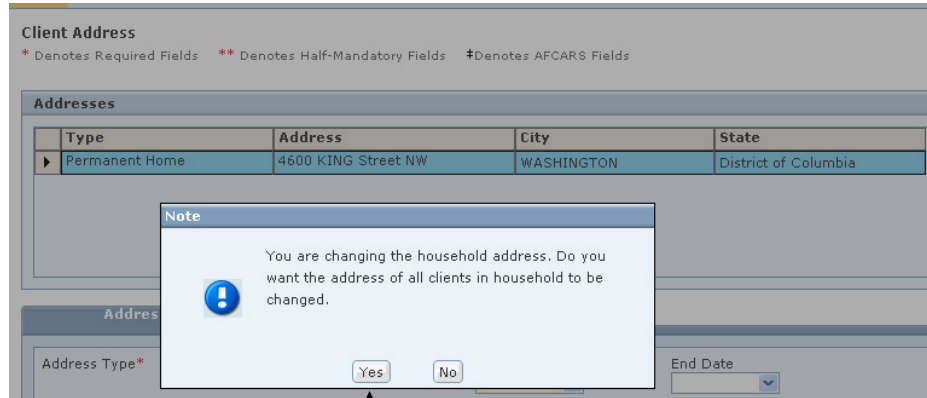 Client Address
* Denotes Required Fields ** Denotes Half-Mandatory Fields ‡Denotes AFCARS Fields
Addresses
Type Address City State
Permanent Home 4600 KING Street NW WASHINGTON District of Columbia
Note
You are changing the household address. Do you
want the address of all clients in household to be
changed.
Addres
Address Type* End Date
Yes No